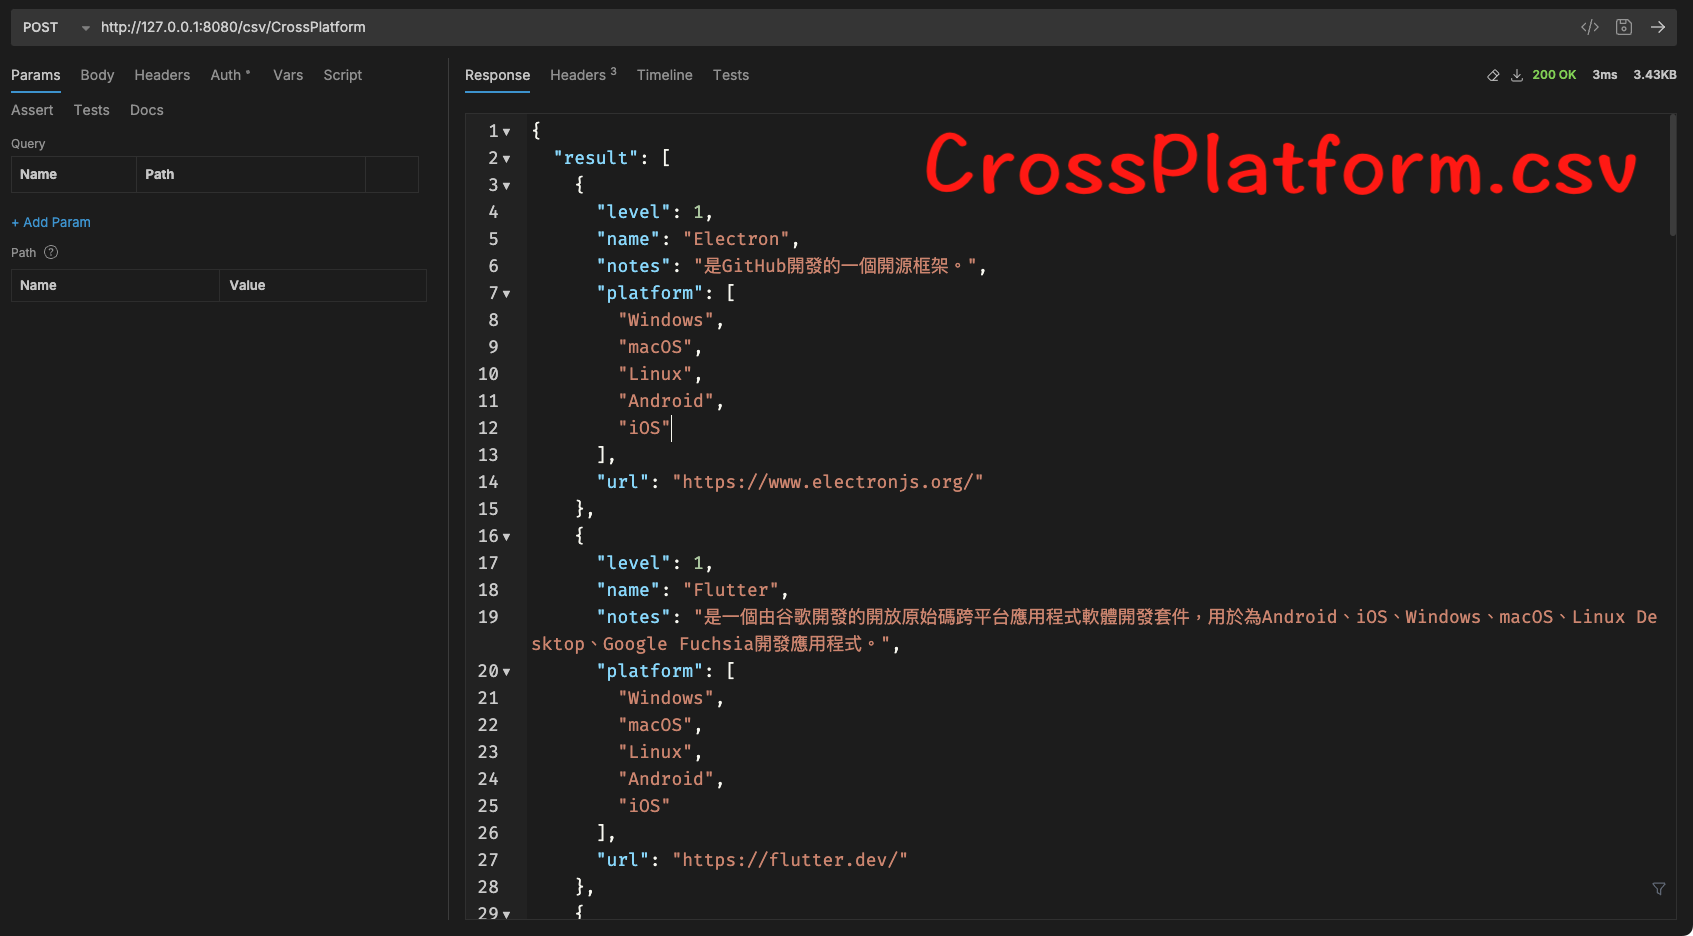 POST http://127.0.0.1:8080/csv/CrossPlatform
Params Body Headers Auth * Vars Script
Assert Tests Docs
Query
Name Path
+ Add Param
Path ?
Name Value
Response Headers 3 Timeline Tests 200 OK 3ms 3.43KB
CrossPlatform.csv
1 {
2 "result": [
3 {
4 "level": 1,
5 "name": "Electron",
6 "notes": "是GitHub開發的一個開源框架。",
7 "platform": [
8 "Windows",
9 "macOS",
10 "Linux",
11 "Android",
12 "iOS"
13 ],
14 "url": "https://www.electronjs.org/"
15 },
16 {
17 "level": 1,
18 "name": "Flutter",
19 "notes": "是一個由谷歌開發的開放原始碼跨平台應用程式軟體開發套件，用於為Android、iOS、Windows、macOS、Linux De
sktop、Google Fuchsia開發應用程式。",
20 "platform": [
21 "Windows",
22 "macOS",
23 "Linux",
24 "Android",
25 "iOS"
26 ],
27 "url": "https://flutter.dev/"
28 },
29 {